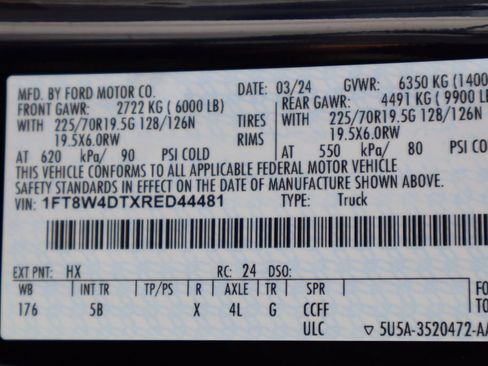 MFD. BY FORD MOTOR CO. DATE: 03/24 GVWR: 6350 KG (1400
FRONT GAWR: 2722 KG ( 6000 LB) REAR GAWR: 4491 KG ( 9900 L
WITH 225/70R19.5G 128/126N TIRES WITH 225/70R19.5G 128/126N
19.5X6.0RW RIMS 19.5X6.0RW
AT 620 kPa/ 90 PSI COLD AT 550 kPa/ 80 PSI COL
THIS VEHICLE CONFORMS TO ALL APPLICABLE FEDERAL MOTOR VEHICLE
SAFETY STANDARDS IN EFFECT ON THE DATE OF MANUFACTURE SHOWN ABOVE.
VIN: 1FT8W4DTXRED44481 TYPE: Truck
EXT PNT: HX RC: 24 DSO:
WB INT TR TP/PS R AXLE TR SPR
176 5B X 4L G CCFF
ULC ▽ 5U5A-3520472-AA
FO
TO